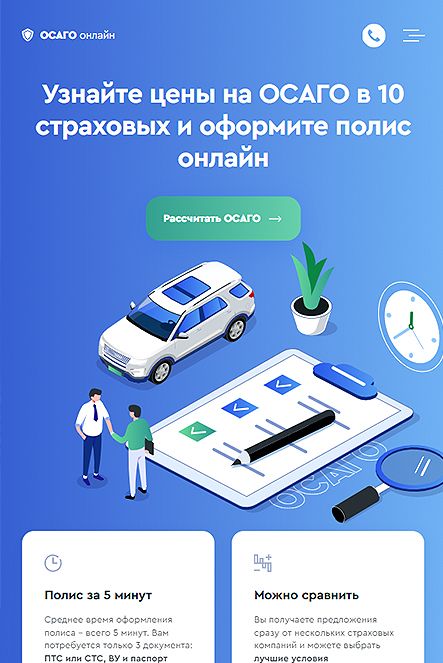 ОСАГО онлайн
Узнайте цены на ОСАГО в 10
страховых и оформите полис
онлайн
Рассчитать ОСАГО →
ОСАГО
Полис за 5 минут
Среднее время оформления
полиса – всего 5 минут. Вам
потребуется только 3 документа:
ПТС или СТС, ВУ и паспорт
Можно сравнить
Вы получаете предложения
сразу от нескольких страховых
компаний и можете выбрать
лучшие условия